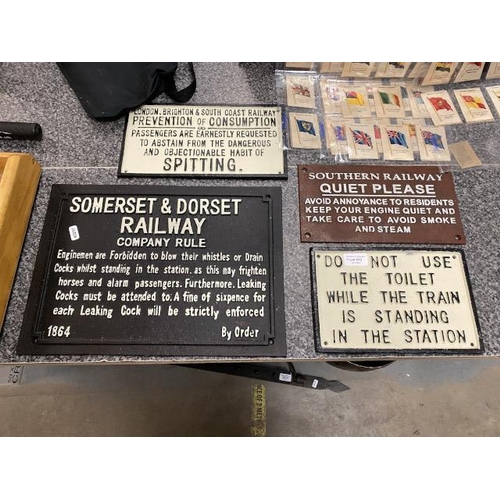 LONDON, BRIGHTON & SOUTH COAST RAILWAY
PREVENTION OF CONSUMPTION
PASSENGERS ARE EARNESTLY REQUESTED
TO ABSTAIN FROM THE DANGEROUS
AND OBJECTIONABLE HABIT OF
SPITTING.
SOMERSET & DORSET
RAILWAY
COMPANY RULE
Enginemen are Forbidden to blow their whistles or Drain
Cocks whilst standing in the station. as this may frighten
horses and alarm passengers. Furthermore. Leaking
Cocks must be attended to. A fine of sixpence for
each Leaking Cock will be strictly enforced
1864 By Order
SOUTHERN RAILWAY
QUIET PLEASE
AVOID ANNOYANCE TO RESIDENTS
KEEP YOUR ENGINE QUIET AND
TAKE CARE TO AVOID SMOKE
AND STEAM
DO NOT USE
THE TOILET
WHILE THE TRAIN
IS STANDING
IN THE STATION